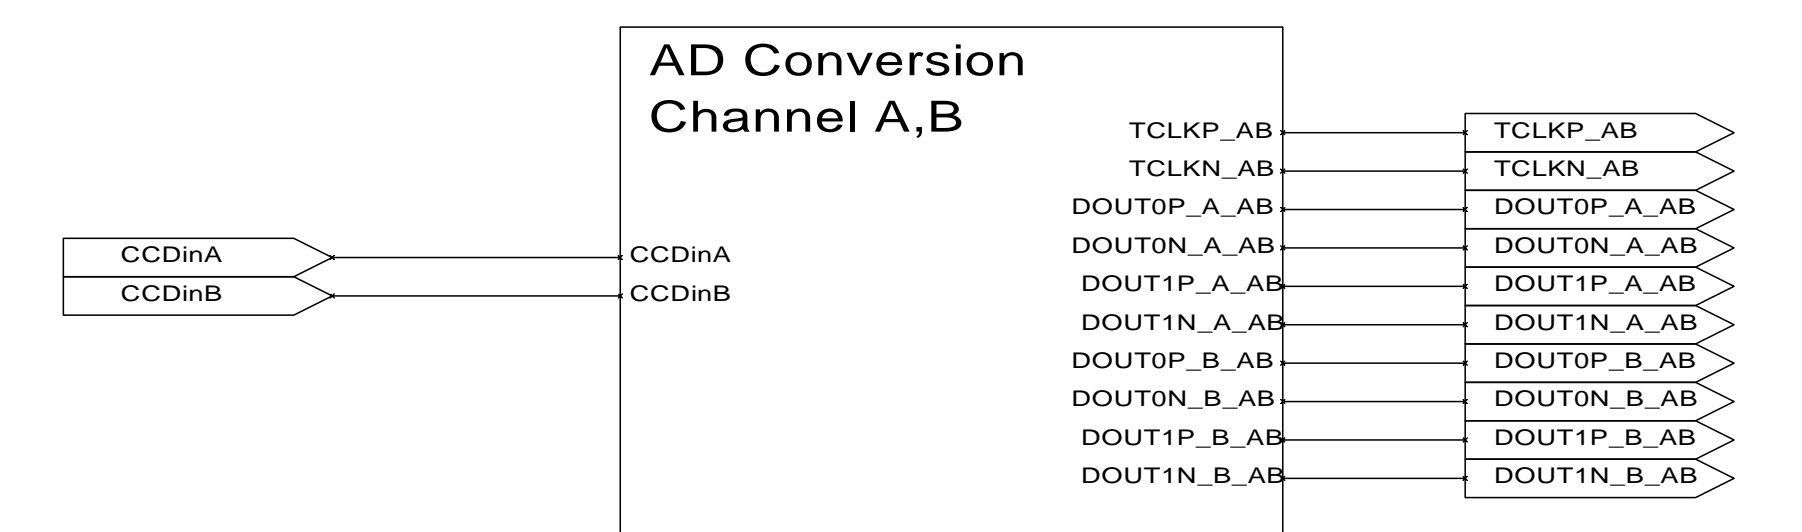 AD Conversion
Channel A,B
TCLKP_AB TCLKP_AB
TCLKN_AB TCLKN_AB
DOUT0P_A_AB DOUT0P_A_AB
CCDinA CCDinA DOUT0N_A_AB DOUT0N_A_AB
CCDinB CCDinB DOUT1P_A_AB DOUT1P_A_AB
DOUT1N_A_AB DOUT1N_A_AB
DOUT0P_B_AB DOUT0P_B_AB
DOUT0N_B_AB DOUT0N_B_AB
DOUT1P_B_AB DOUT1P_B_AB
DOUT1N_B_AB DOUT1N_B_AB